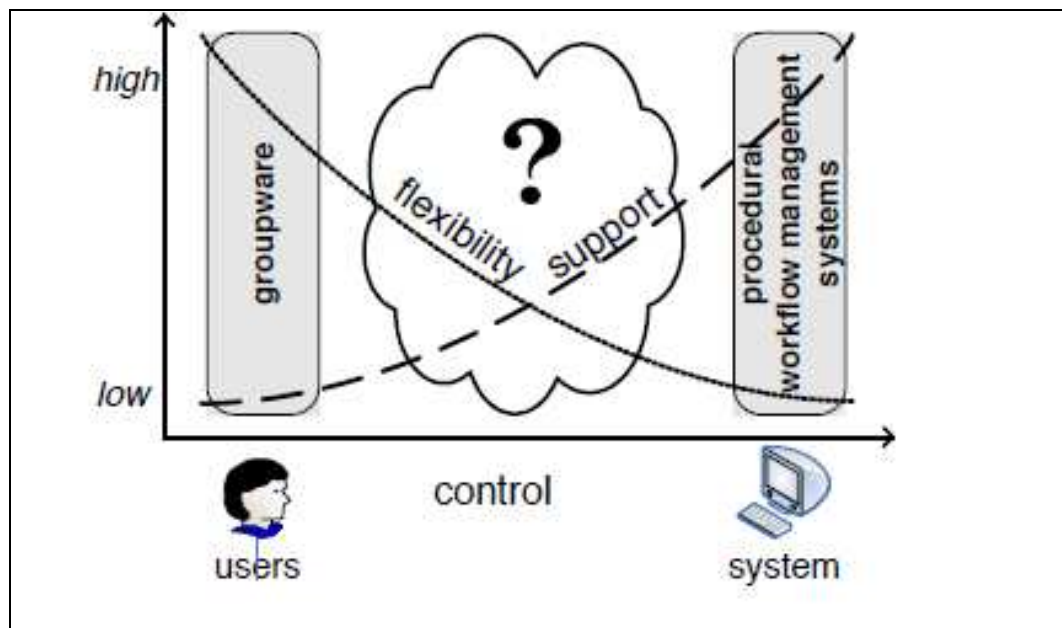 high
?
groupware
flexibility
support
procedural
workflow management
systems
low
control
users
system